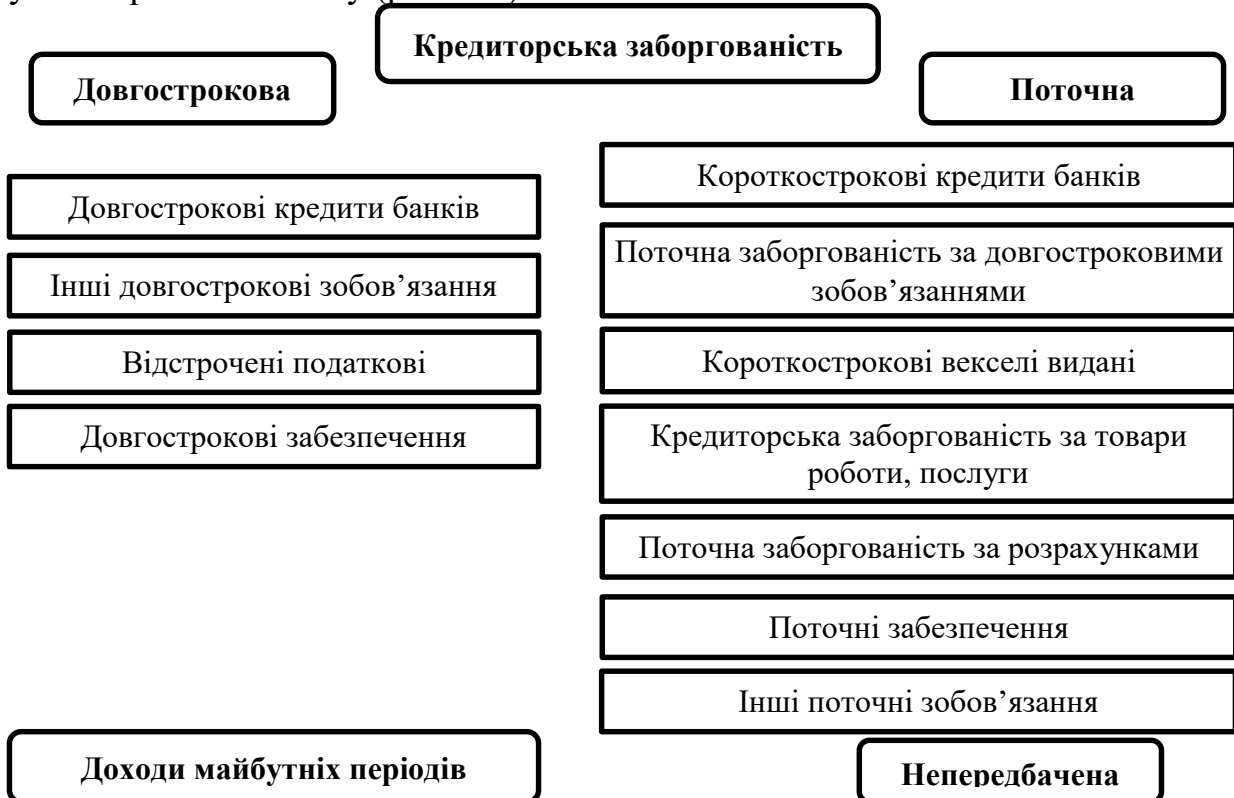 Кредиторська заборгованість
Довгострокова
Поточна
Довгострокові кредити банків
Інші довгострокові зобов’язання
Відстрочені податкові
Довгострокові забезпечення
Короткострокові кредити банків
Поточна заборгованість за довгостроковими
зобов’язаннями
Короткострокові векселі видані
Кредиторська заборгованість за товари
роботи, послуги
Поточна заборгованість за розрахунками
Поточні забезпечення
Інші поточні зобов’язання
Доходи майбутніх періодів
Непередбачена